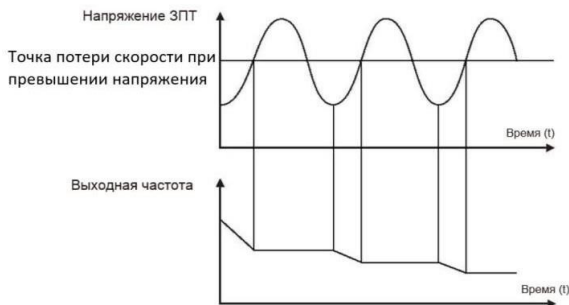 Напряжение ЗПТ
Точка потери скорости при
превышении напряжения
Время (t)
Выходная частота
Время (t)